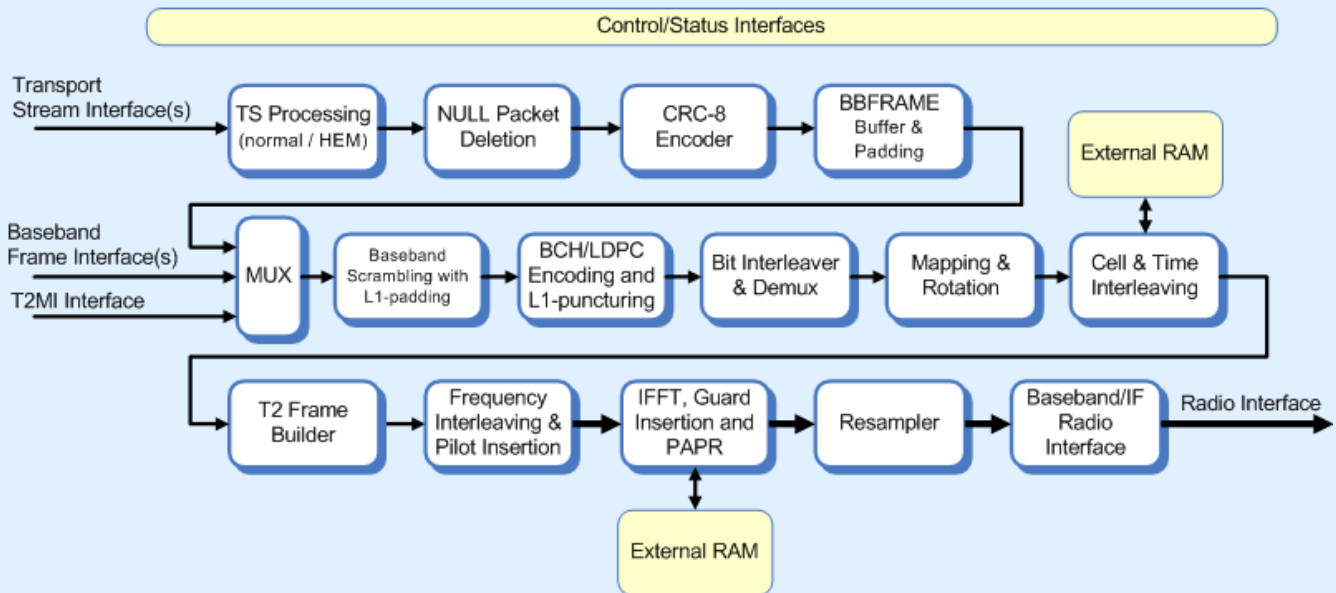 Control/Status Interfaces
Transport
Stream Interface(s)
TS Processing
(normal / HEM)
NULL Packet
Deletion
CRC-8
Encoder
BBFRAME
Buffer &
Padding
External RAM
Baseband
Frame Interface(s)
T2MI Interface
MUX
Baseband
Scrambling with
L1-padding
BCH/LDPC
Encoding and
L1-puncturing
Bit Interleaver
& Demux
Mapping &
Rotation
Cell & Time
Interleaving
T2 Frame
Builder
Frequency
Interleaving &
Pilot Insertion
IFFT, Guard
Insertion and
PAPR
Resampler
Baseband/IF
Radio
Interface
Radio Interface
External RAM